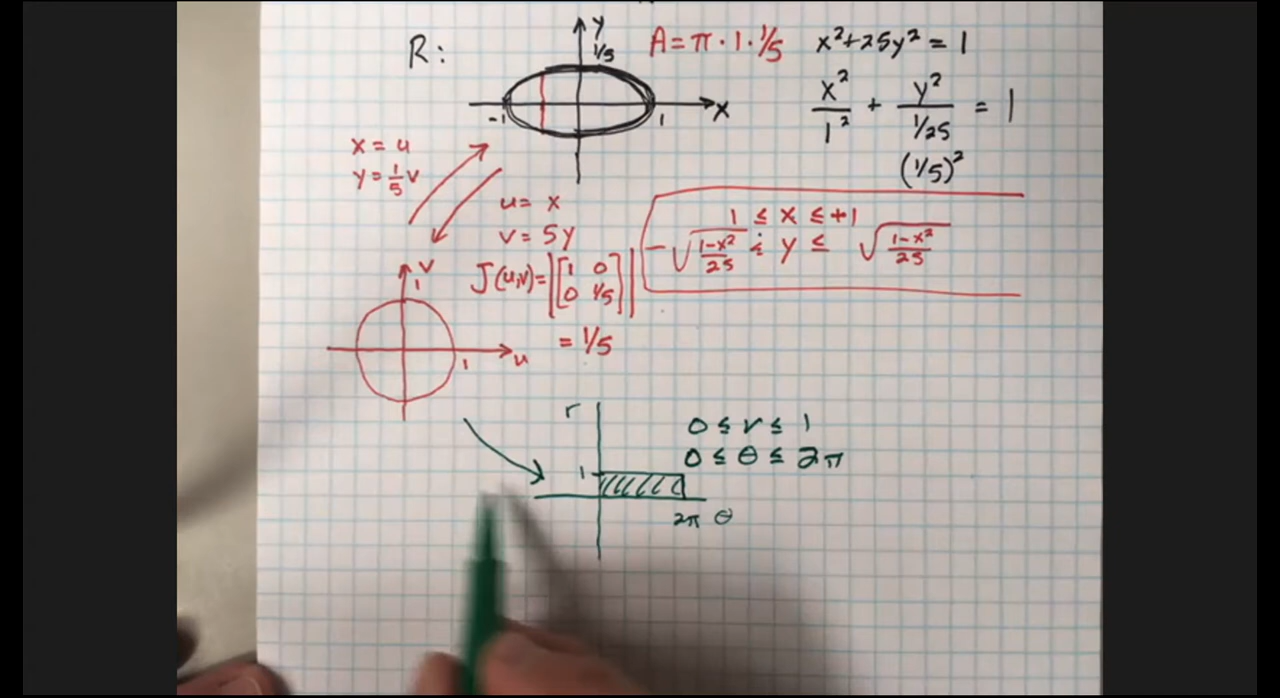 R:
y
1/5
-1
1
x
A = π · 1 · 1/5
x² + 25y² = 1
x²/1² + y²/(1/25) = 1
(1/5)²
x = u
y = 1/5 v
u = x
v = 5y
1 ≤ x ≤ +1
-√((1-x²)/25) ≤ y ≤ √((1-x²)/25)
J(u,v) = |[1 0
0 1/5]|
= 1/5
v
1
1
u
r
1
2π θ
0 ≤ r ≤ 1
0 ≤ θ ≤ 2π